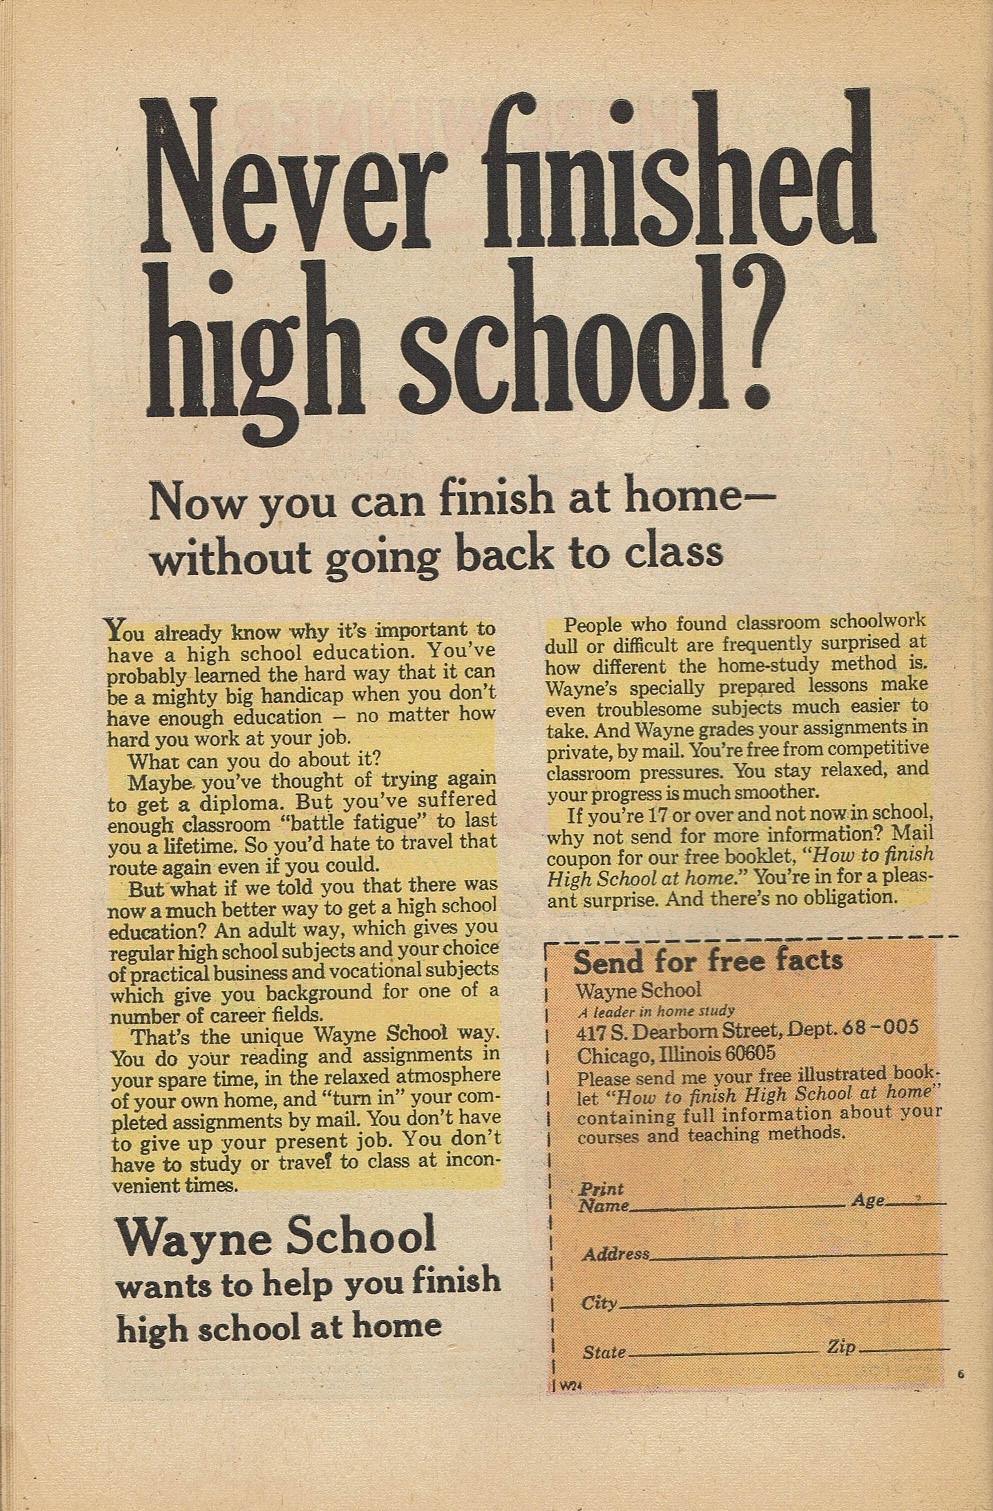 Never finished
high school?
Now you can finish at home—
without going back to class
You already know why it's important to
have a high school education. You've
probably learned the hard way that it can
be a mighty big handicap when you don't
have enough education — no matter how
hard you work at your job.
What can you do about it?
Maybe you've thought of trying again
to get a diploma. But you've suffered
enough classroom "battle fatigue" to last
you a lifetime. So you'd hate to travel that
route again even if you could.
But what if we told you that there was
now a much better way to get a high school
education? An adult way, which gives you
regular high school subjects and your choice
of practical business and vocational subjects
which give you background for one of a
number of career fields.
That's the unique Wayne School way.
You do your reading and assignments in
your spare time, in the relaxed atmosphere
of your own home, and "turn in" your com-
pleted assignments by mail. You don't have
to give up your present job. You don't
have to study or travel to class at incon-
venient times.
Wayne School
wants to help you finish
high school at home
People who found classroom schoolwork
dull or difficult are frequently surprised at
how different the home-study method is.
Wayne's specially prepared lessons make
even troublesome subjects much easier to
take. And Wayne grades your assignments in
private, by mail. You're free from competitive
classroom pressures. You stay relaxed, and
your progress is much smoother.
If you're 17 or over and not now in school,
why not send for more information? Mail
coupon for our free booklet, "How to finish
High School at home." You're in for a pleas-
ant surprise. And there's no obligation.
Send for free facts
Wayne School
A leader in home study
417 S. Dearborn Street, Dept. 68-005
Chicago, Illinois 60605
Please send me your free illustrated book-
let "How to finish High School at home"
containing full information about your
courses and teaching methods.
Print
Name Age
Address
City
State Zip
W24
6